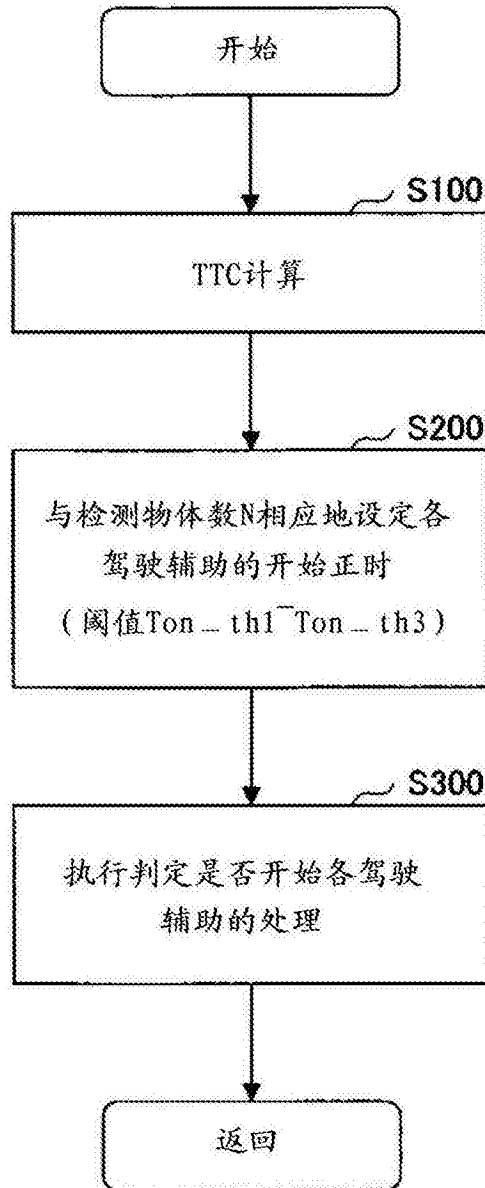 开始
S100
TTC计算
S200
与检测物体数N相应地设定各
驾驶辅助的开始正时
(阈值Ton_th1~Ton_th3)
S300
执行判定是否开始各驾驶
辅助的处理
返回